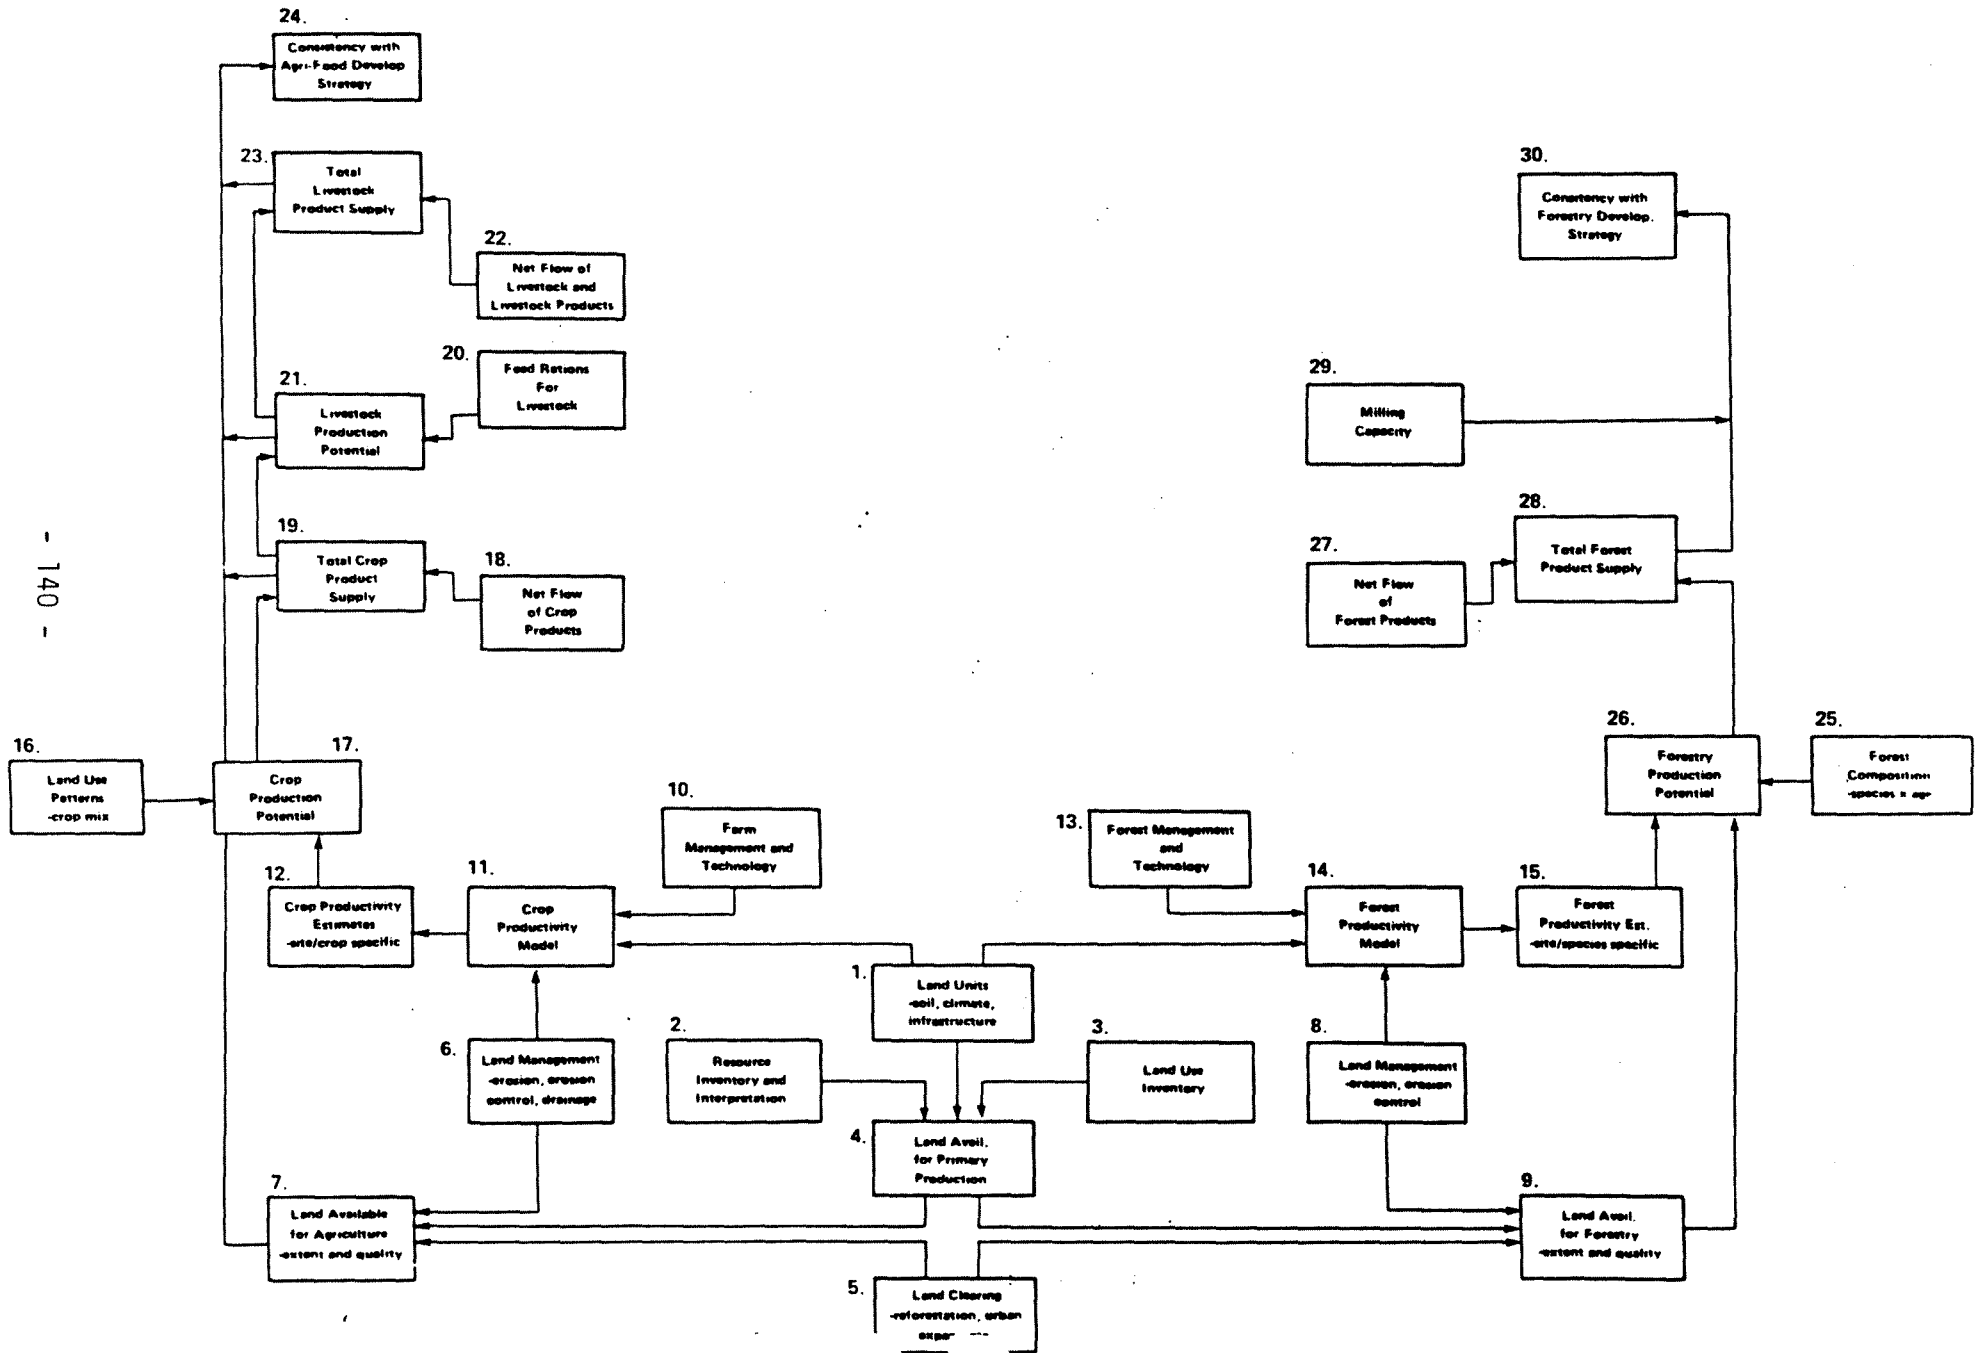 24.
Consistency with
Agri-Food Develop
Strategy
23.
Total
Livestock
Product Supply
22.
Net Flow of
Livestock and
Livestock Products
21.
Livestock
Production
Potential
20.
Feed Rations
For
Livestock
19.
Total Crop
Product
Supply
18.
Net Flow
of Crop
Products
30.
Consitency with
Forestry Develop.
Strategy
29.
Milling
Capacity
28.
Total Forest
Product Supply
27.
Net Flow
of
Forest Products
- 140 -
16.
Land Use
Patterns
-crop mix
17.
Crop
Production
Potential
26.
Forestry
Production
Potential
25.
Forest
Composition
-species x age
12.
Crop Productivity
Estimates
-site/crop specific
11.
Crop
Productivity
Model
10.
Farm
Management and
Technology
13.
Forest Management
and
Technology
14.
Forest
Productivity
Model
15.
Forest
Productivity Est.
-site/species specific
1.
Land Units
-soil, climate,
infrastructure
2.
Resource
Inventory and
Interpretation
3.
Land Use
Inventory
6.
Land Management
-erosion, erosion
control, drainage
8.
Land Management
-erosion, erosion
control
4.
Land Avail.
for Primary
Production
7.
Land Available
for Agriculture
-extent and quality
9.
Land Avail.
for Forestry
-extent and quality
5.
Land Clearing
-reforestation, urban